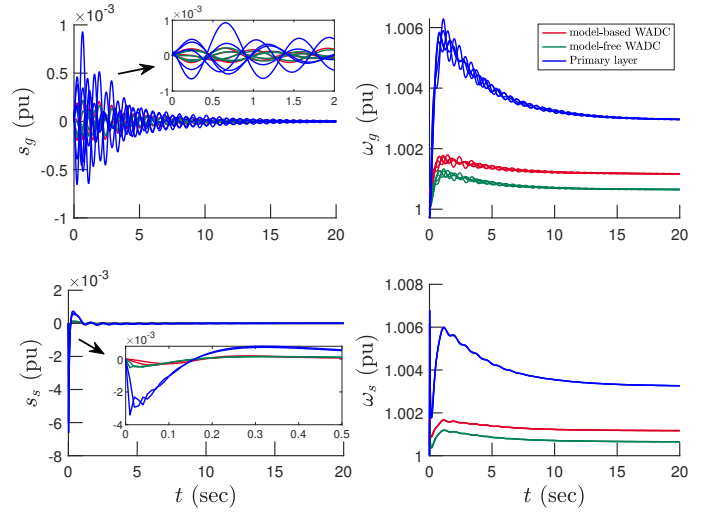 ×10⁻³
1
0.5
0
-0.5
-1
s_g (pu)
0 5 10 15 20
×10⁻³
1
0
-1
0 0.5 1 1.5 2
1.006
1.004
1.002
1
ω_g (pu)
0 5 10 15 20
model-based WADC
model-free WADC
Primary layer
×10⁻³
2
0
-2
-4
-6
-8
s_s (pu)
0 5 10 15 20
t (sec)
×10⁻³
0
-2
-4
0 0.1 0.2 0.3 0.4 0.5
1.008
1.006
1.004
1.002
1
ω_s (pu)
0 5 10 15 20
t (sec)